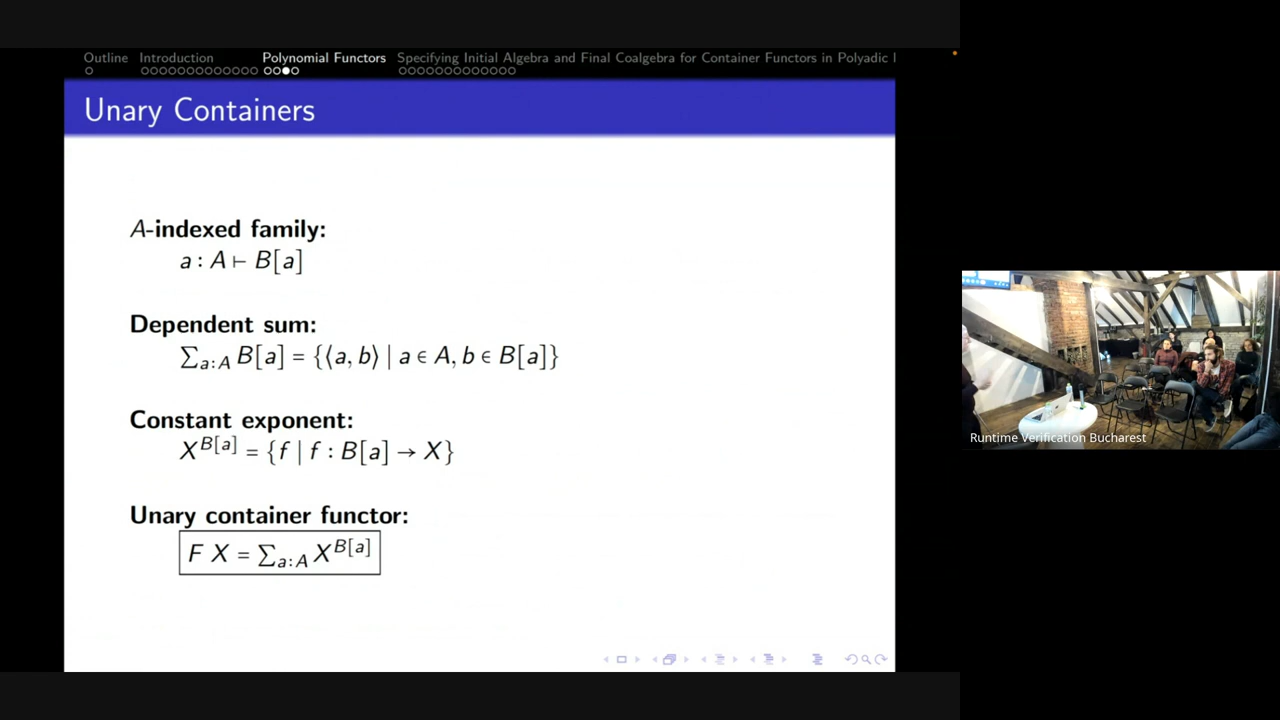 Outline Introduction Polynomial Functors Specifying Initial Algebra and Final Coalgebra for Container Functors in Polyadic
Unary Containers
A-indexed family:
a : A ⊢ B[a]
Dependent sum:
∑_{a:A} B[a] = {⟨a, b⟩ | a ∈ A, b ∈ B[a]}
Constant exponent:
X^{B[a]} = {f | f : B[a] → X}
Unary container functor:
F X = ∑_{a:A} X^{B[a]}
Runtime Verification Bucharest